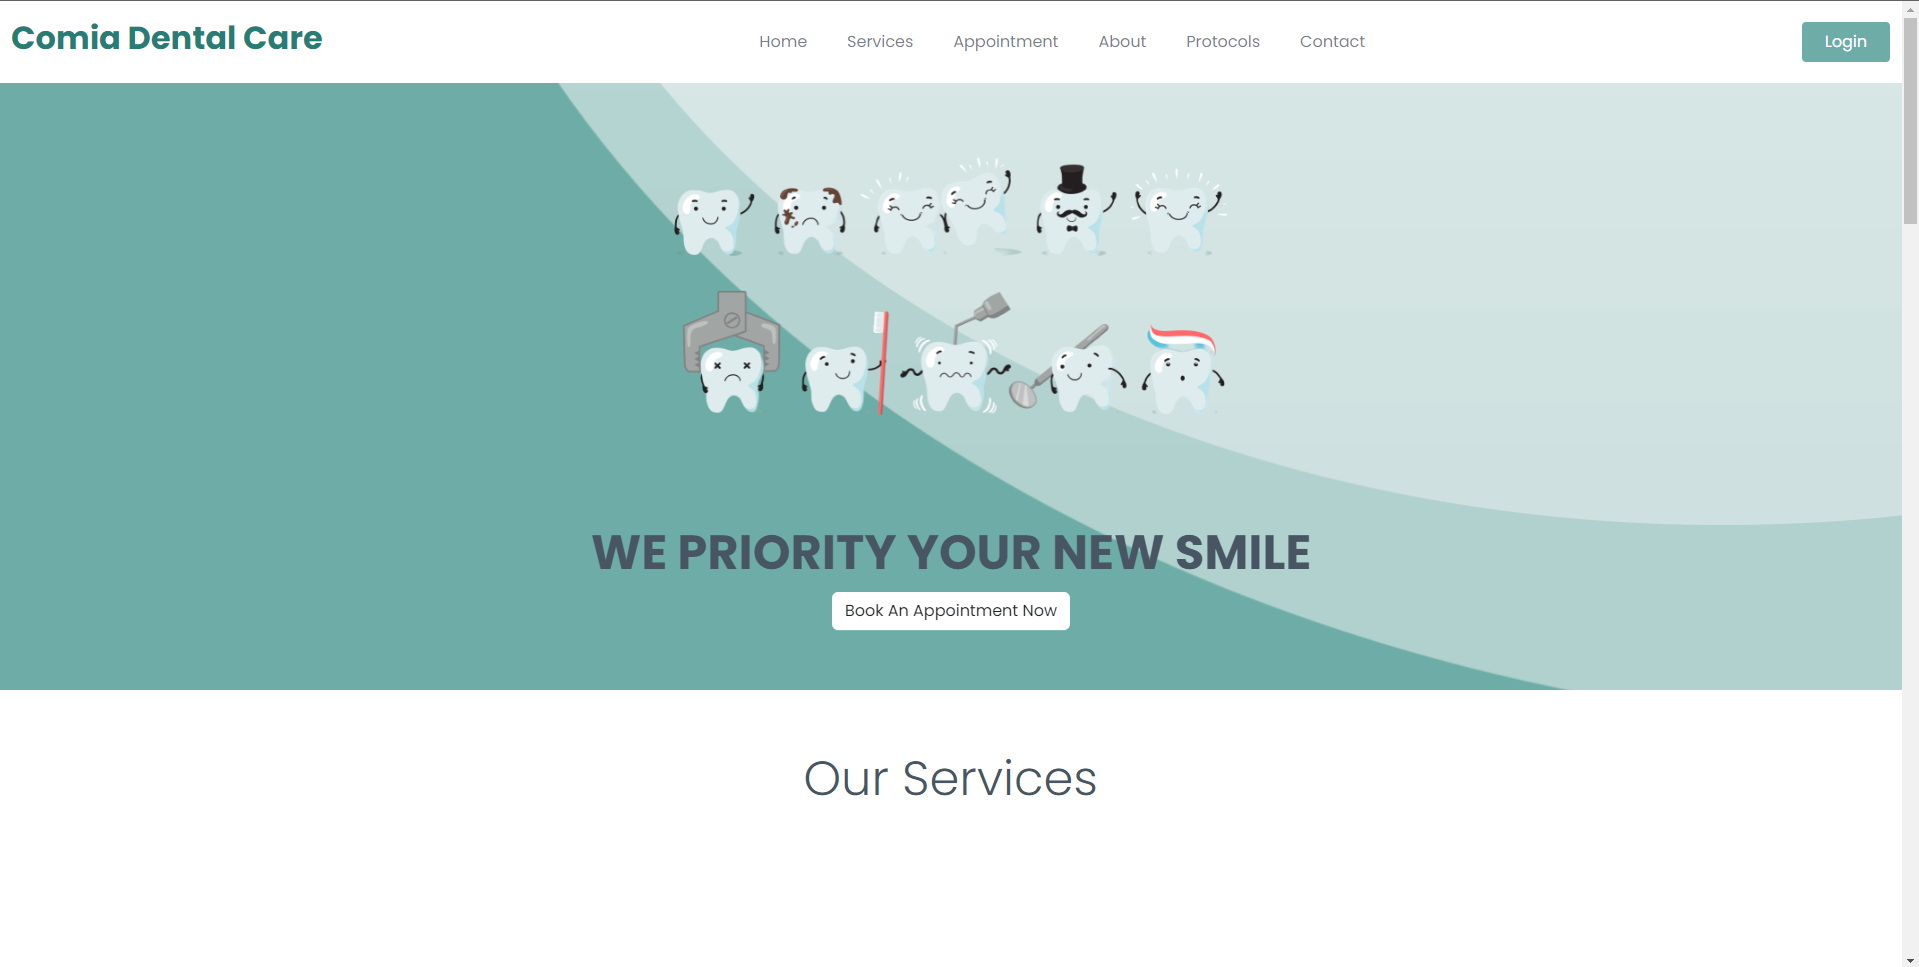 Comia Dental Care
Home Services Appointment About Protocols Contact
Login
WE PRIORITY YOUR NEW SMILE
Book An Appointment Now
Our Services